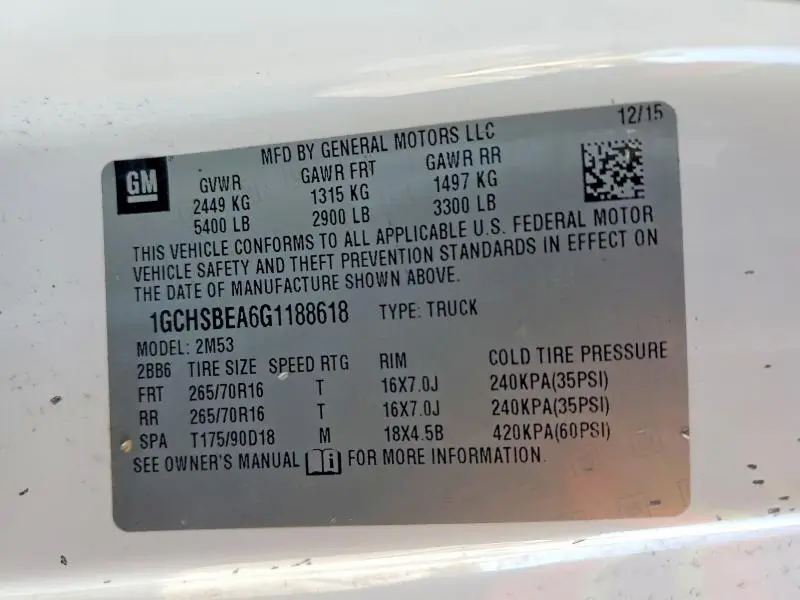 12/15
MFD BY GENERAL MOTORS LLC
GM
GVWR GAWR FRT GAWR RR
2449 KG 1315 KG 1497 KG
5400 LB 2900 LB 3300 LB
THIS VEHICLE CONFORMS TO ALL APPLICABLE U.S. FEDERAL MOTOR
VEHICLE SAFETY AND THEFT PREVENTION STANDARDS IN EFFECT ON
THE DATE OF MANUFACTURE SHOWN ABOVE.
1GCHSBEA6G1188618 TYPE: TRUCK
MODEL: 2M53
2BB6 TIRE SIZE SPEED RTG RIM COLD TIRE PRESSURE
FRT 265/70R16 T 16X7.0J 240KPA(35PSI)
RR 265/70R16 T 16X7.0J 240KPA(35PSI)
SPA T175/90D18 M 18X4.5B 420KPA(60PSI)
SEE OWNER'S MANUAL FOR MORE INFORMATION.